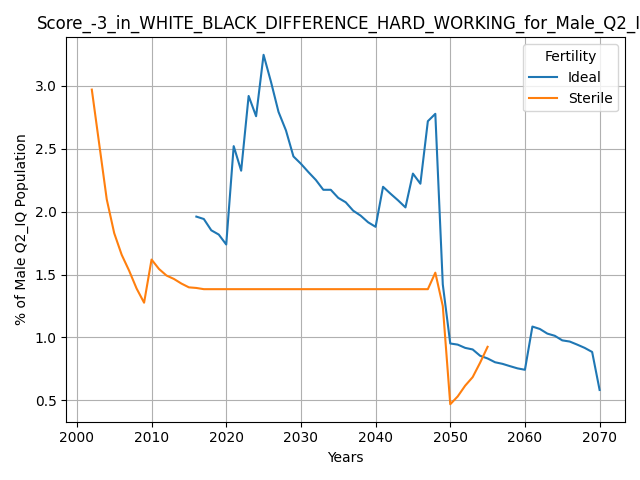 Score_-3_in_WHITE_BLACK_DIFFERENCE_HARD_WORKING_for_Male_Q2_I
Fertility
Ideal
Sterile
% of Male Q2_IQ Population
3.0
2.5
2.0
1.5
1.0
0.5
2000 2010 2020 2030 2040 2050 2060 2070
Years